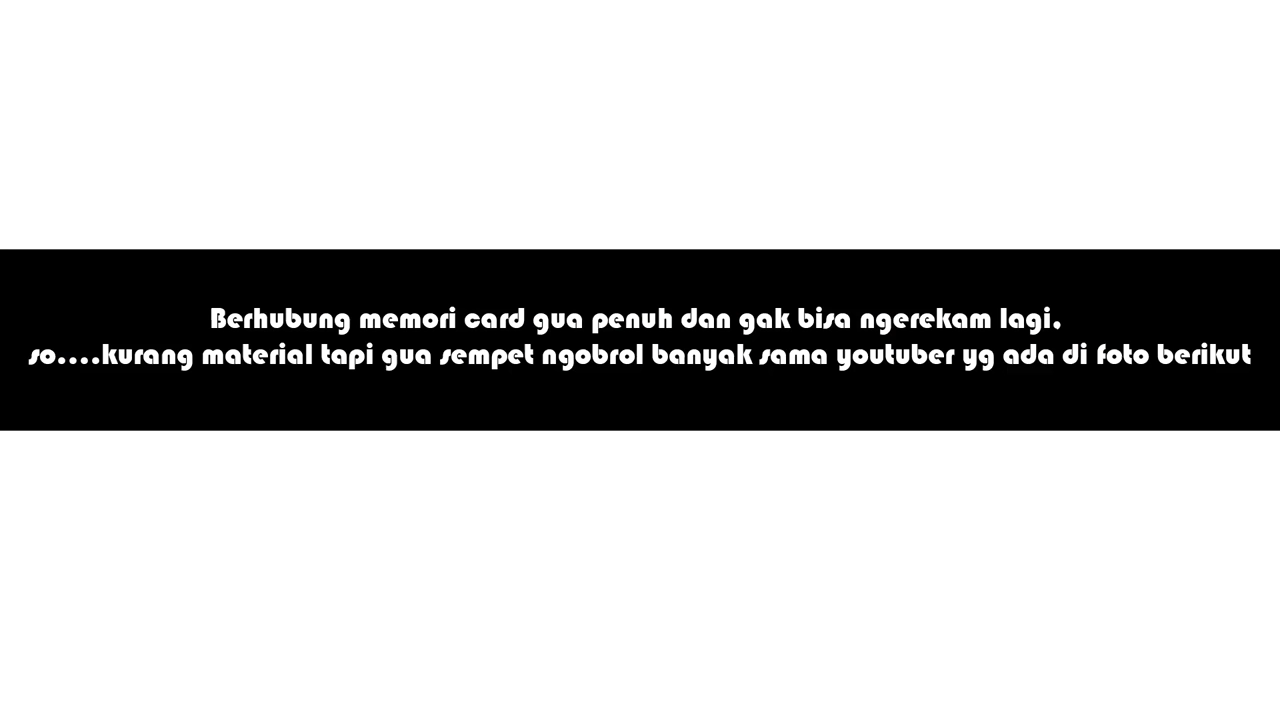 Berhubung memori card gua penuh dan gak bisa ngerekam lagi,
so....kurang material tapi gua sempet ngobrol banyak sama youtuber yg ada di foto berikut